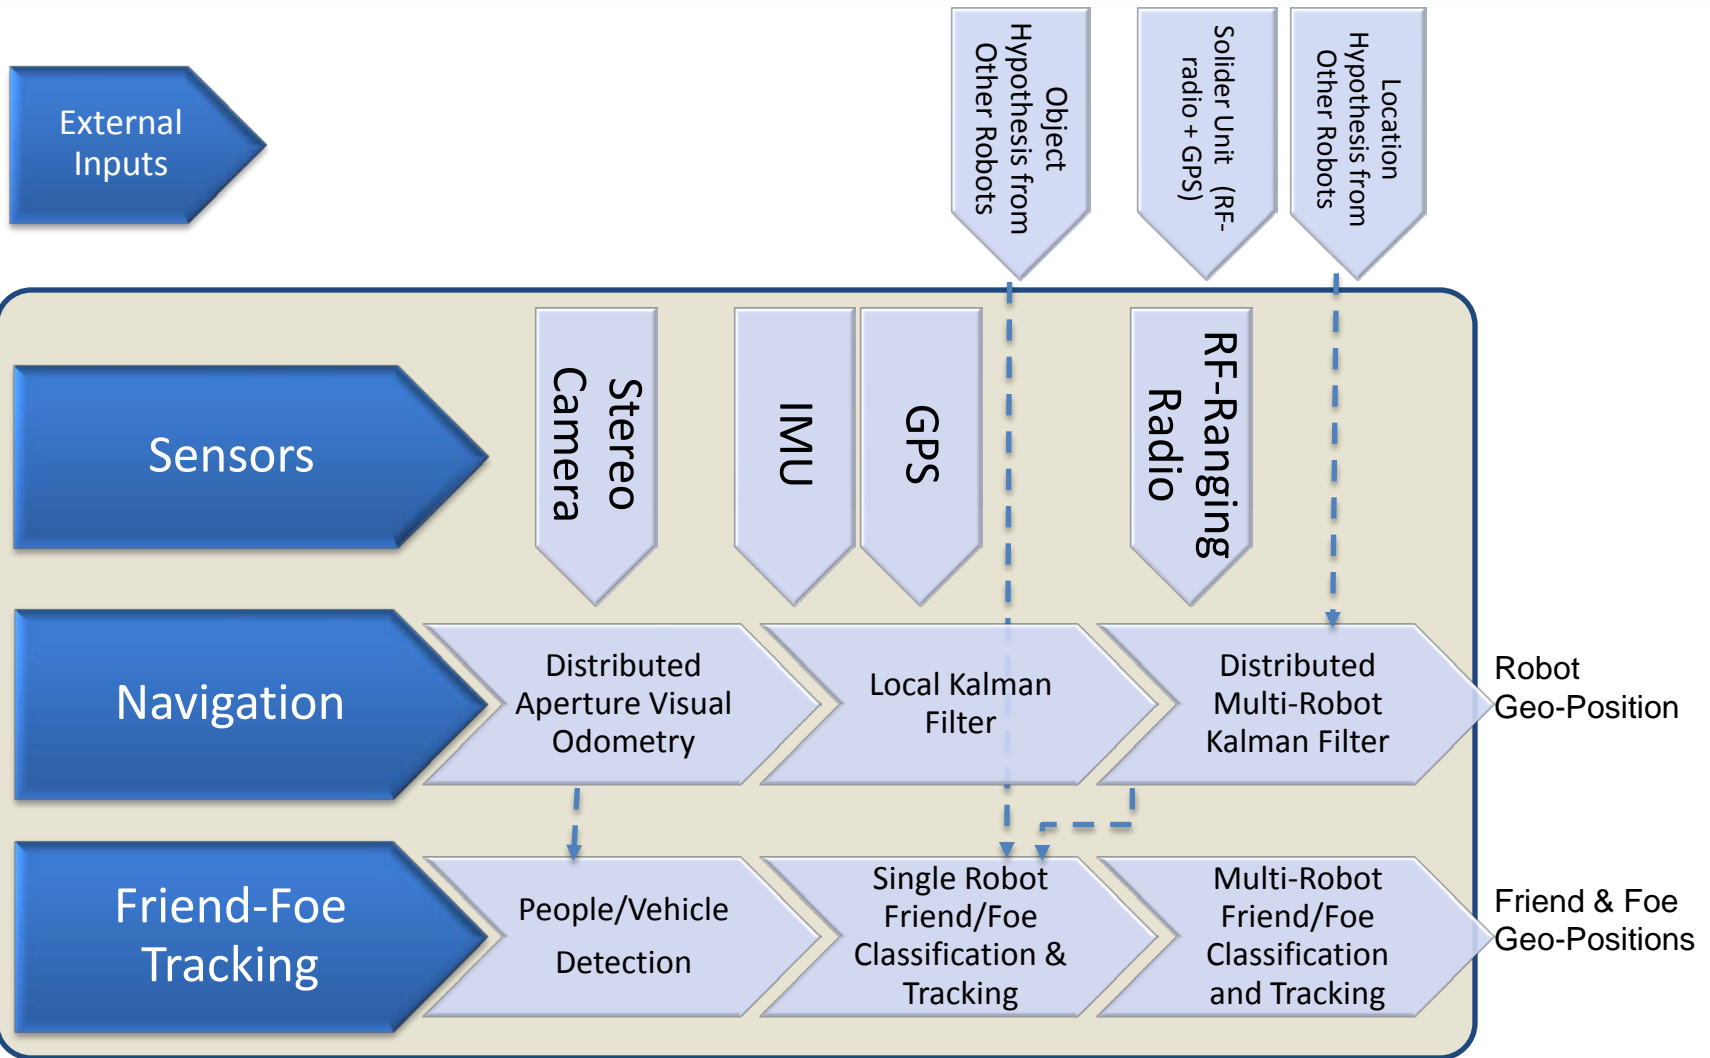 External
Inputs
Object
Hypothesis from
Other Robots
Solider Unit (RF-
radio + GPS)
Location
Hypothesis from
Other Robots
Sensors
Stereo
Camera
IMU
GPS
RF-Ranging
Radio
Navigation
Distributed
Aperture Visual
Odometry
Local Kalman
Filter
Distributed
Multi-Robot
Kalman Filter
Robot
Geo-Position
Friend-Foe
Tracking
People/Vehicle
Detection
Single Robot
Friend/Foe
Classification &
Tracking
Multi-Robot
Friend/Foe
Classification
and Tracking
Friend & Foe
Geo-Positions